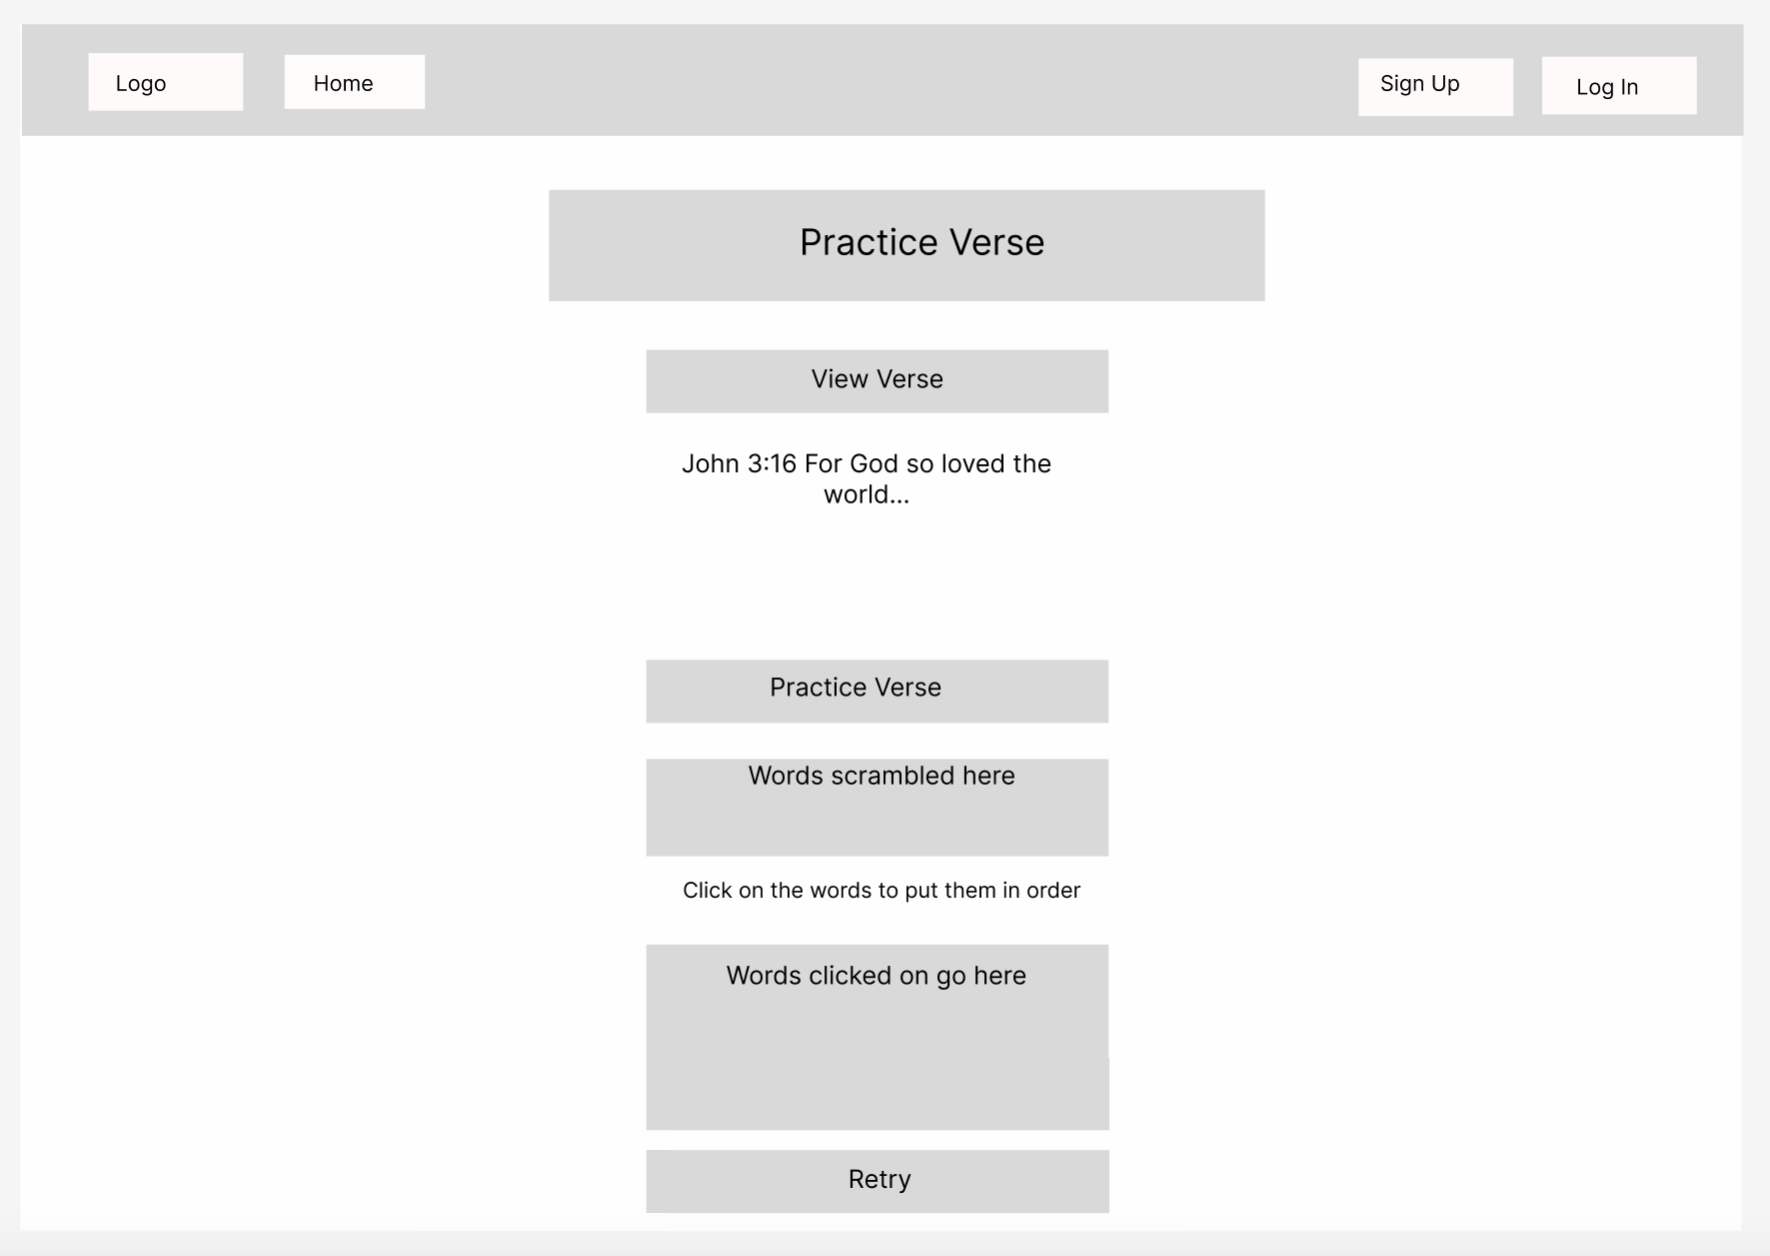 Logo
Home
Sign Up
Log In
Practice Verse
View Verse
John 3:16 For God so loved the
world...
Practice Verse
Words scrambled here
Click on the words to put them in order
Words clicked on go here
Retry